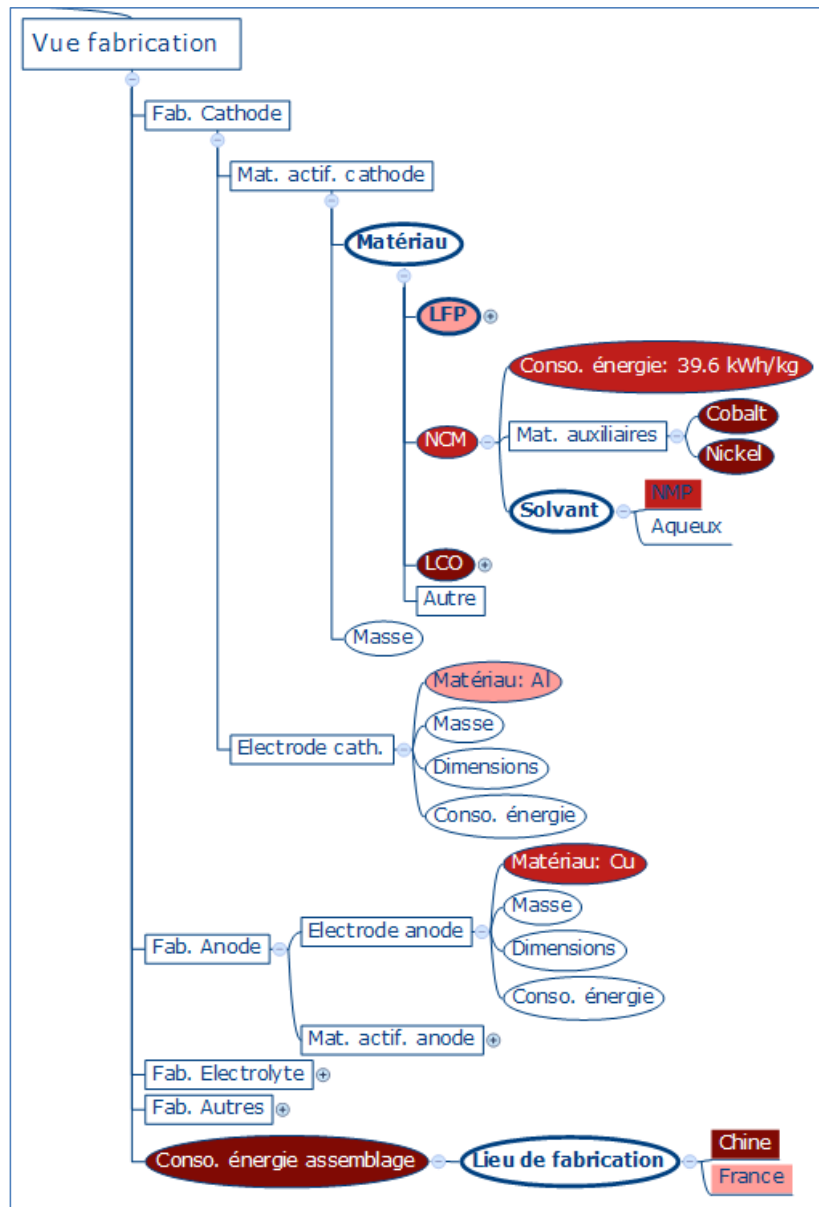 Vue fabrication
Fab. Cathode
Mat. actif. cathode
Matériau
LFP
Conso. énergie: 39.6 kWh/kg
Cobalt
NCM
Mat. auxiliaires
Nickel
NMP
Solvant
Aqueux
LCO
Autre
Masse
Matériau: Al
Masse
Electrode cath.
Dimensions
Conso. énergie
Matériau: Cu
Masse
Electrode anode
Fab. Anode
Dimensions
Conso. énergie
Mat. actif. anode
Fab. Electrolyte
Fab. Autres
Chine
Conso. énergie assemblage
Lieu de fabrication
France